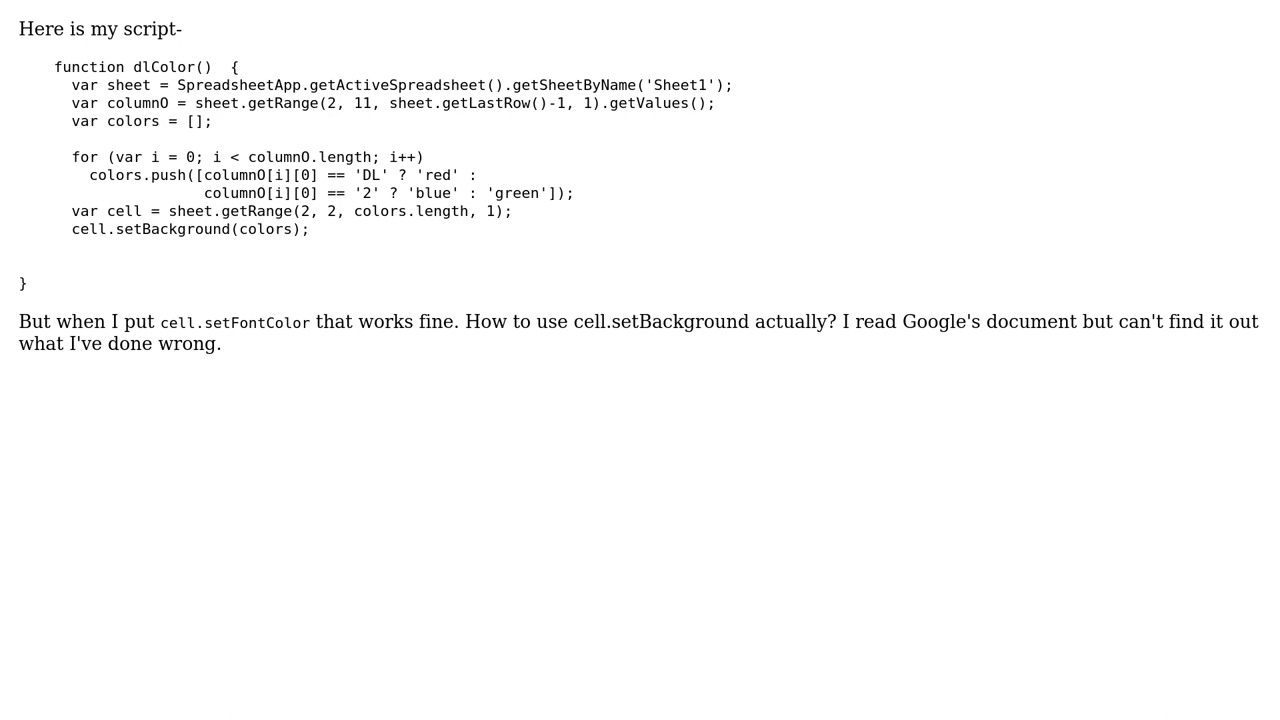 Here is my script-
    function dlColor()  {
      var sheet = SpreadsheetApp.getActiveSpreadsheet().getSheetByName('Sheet1');
      var columnO = sheet.getRange(2, 11, sheet.getLastRow()-1, 1).getValues();
      var colors = [];

      for (var i = 0; i < columnO.length; i++)
        colors.push([columnO[i][0] == 'DL' ? 'red' :
                     columnO[i][0] == '2' ? 'blue' : 'green']);
      var cell = sheet.getRange(2, 2, colors.length, 1);
      cell.setBackground(colors);

}
But when I put cell.setFontColor that works fine. How to use cell.setBackground actually? I read Google's document but can't find it out
what I've done wrong.